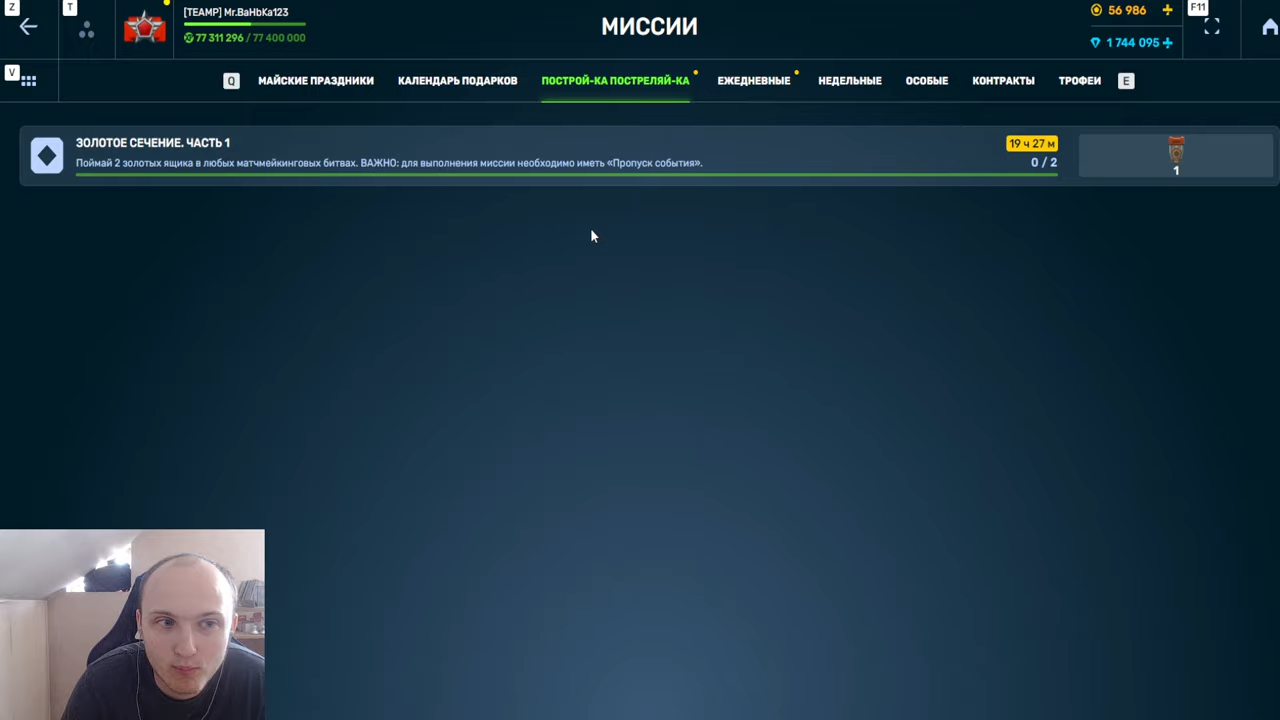 Z
T
[TEAMP] Mr.BaHbKa123
77 311 296 / 77 400 000
МИССИИ
56 986
1 744 095
F11
V
Q
МАЙСКИЕ ПРАЗДНИКИ
КАЛЕНДАРЬ ПОДАРКОВ
ПОСТРОЙ-КА ПОСТРЕЛЯЙ-КА
ЕЖЕДНЕВНЫЕ
НЕДЕЛЬНЫЕ
ОСОБЫЕ
КОНТРАКТЫ
ТРОФЕИ
E
ЗОЛОТОЕ СЕЧЕНИЕ. ЧАСТЬ 1
19 ч 27 м
Поймай 2 золотых ящика в любых матчмейкинговых битвах. ВАЖНО: для выполнения миссии необходимо иметь «Пропуск события».
0 / 2
1